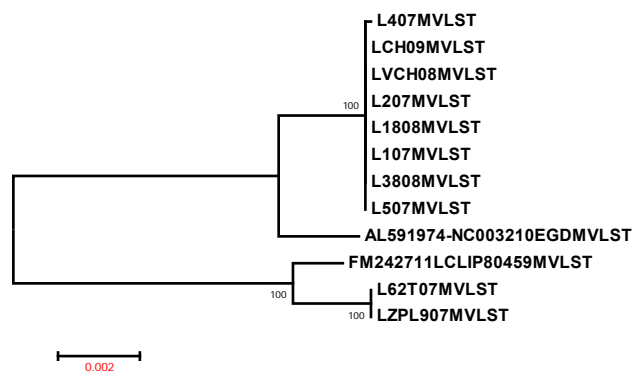 L407MVLST
LCH09MVLST
LVCH08MVLST
L207MVLST
100
L1808MVLST
L107MVLST
L3808MVLST
L507MVLST
AL591974-NC003210EGDMVLST
FM242711LCLIP80459MVLST
L62T07MVLST
100
LZPL907MVLST
100
0.002